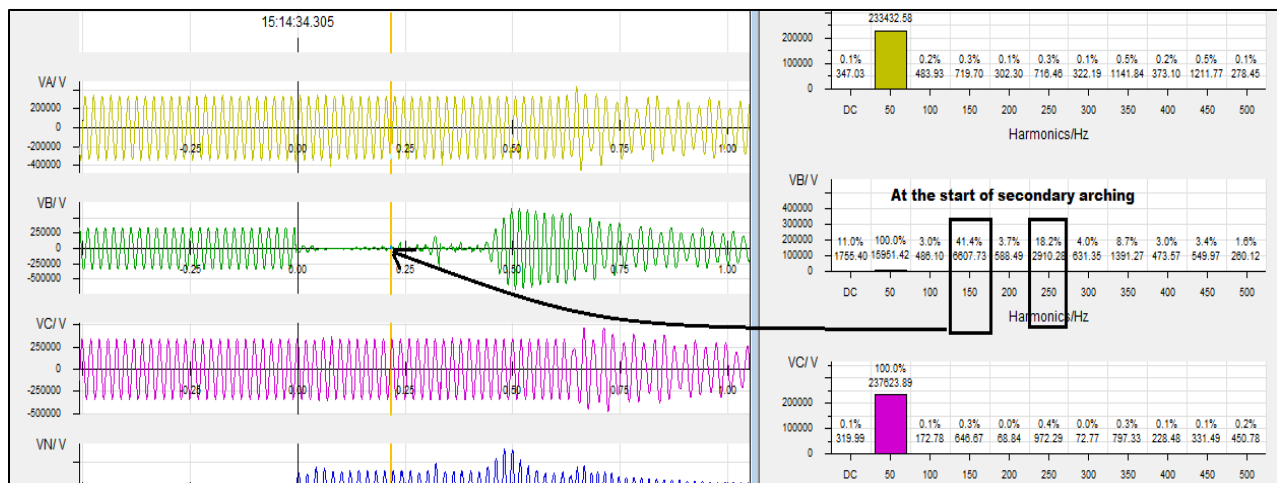 15:14:34.305
VA/ V
200000
0
-200000
-400000
-0.25
0.00
0.25
0.50
0.75
1.00
VB/ V
250000
0
-250000
-500000
-0.25
0.00
0.25
0.50
0.75
1.00
VC/ V
250000
0
-250000
-500000
-0.25
0.00
0.25
0.50
0.75
1.00
VN/ V
233432.58
200000
100000
0
0.1% 0.2% 0.3% 0.1% 0.3% 0.1% 0.5% 0.2% 0.5% 0.1%
347.03 483.93 719.70 302.30 716.46 322.19 1141.84 373.10 1211.77 278.45
DC 50 100 150 200 250 300 350 400 450 500
Harmonics/Hz
VB/ V
At the start of secondary arching
400000
300000
200000
100000
0
11.0% 100.0% 3.0% 41.4% 3.7% 18.2% 4.0% 8.7% 3.0% 3.4% 1.6%
1755.40 15951.42 486.10 6607.73 588.49 2910.28 631.35 1391.27 473.57 549.97 260.12
DC 50 100 150 200 250 300 350 400 450 500
Harmonics/Hz
VC/ V
100.0%
237623.89
200000
100000
0
0.1% 0.1% 0.3% 0.0% 0.4% 0.0% 0.3% 0.1% 0.1% 0.2%
319.99 172.78 646.67 68.84 972.29 72.77 797.33 228.48 331.49 450.78
DC 50 100 150 200 250 300 350 400 450 500